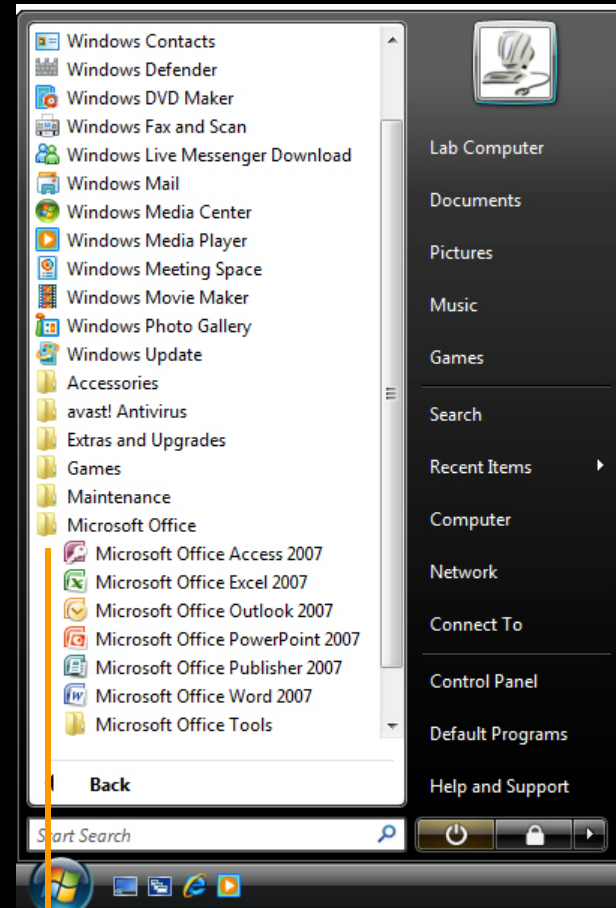 Windows Contacts
Windows Defender
Windows DVD Maker
Windows Fax and Scan
Windows Live Messenger Download
Windows Mail
Windows Media Center
Windows Media Player
Windows Meeting Space
Windows Movie Maker
Windows Photo Gallery
Windows Update
Accessories
avast! Antivirus
Extras and Upgrades
Games
Maintenance
Microsoft Office
Microsoft Office Access 2007
Microsoft Office Excel 2007
Microsoft Office Outlook 2007
Microsoft Office PowerPoint 2007
Microsoft Office Publisher 2007
Microsoft Office Word 2007
Microsoft Office Tools
Back
Start Search
Lab Computer
Documents
Pictures
Music
Games
Search
Recent Items
Computer
Network
Connect To
Control Panel
Default Programs
Help and Support